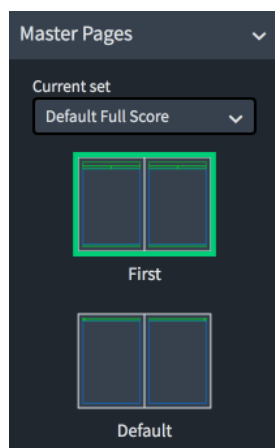 Master Pages
Current set
Default Full Score
First
Default